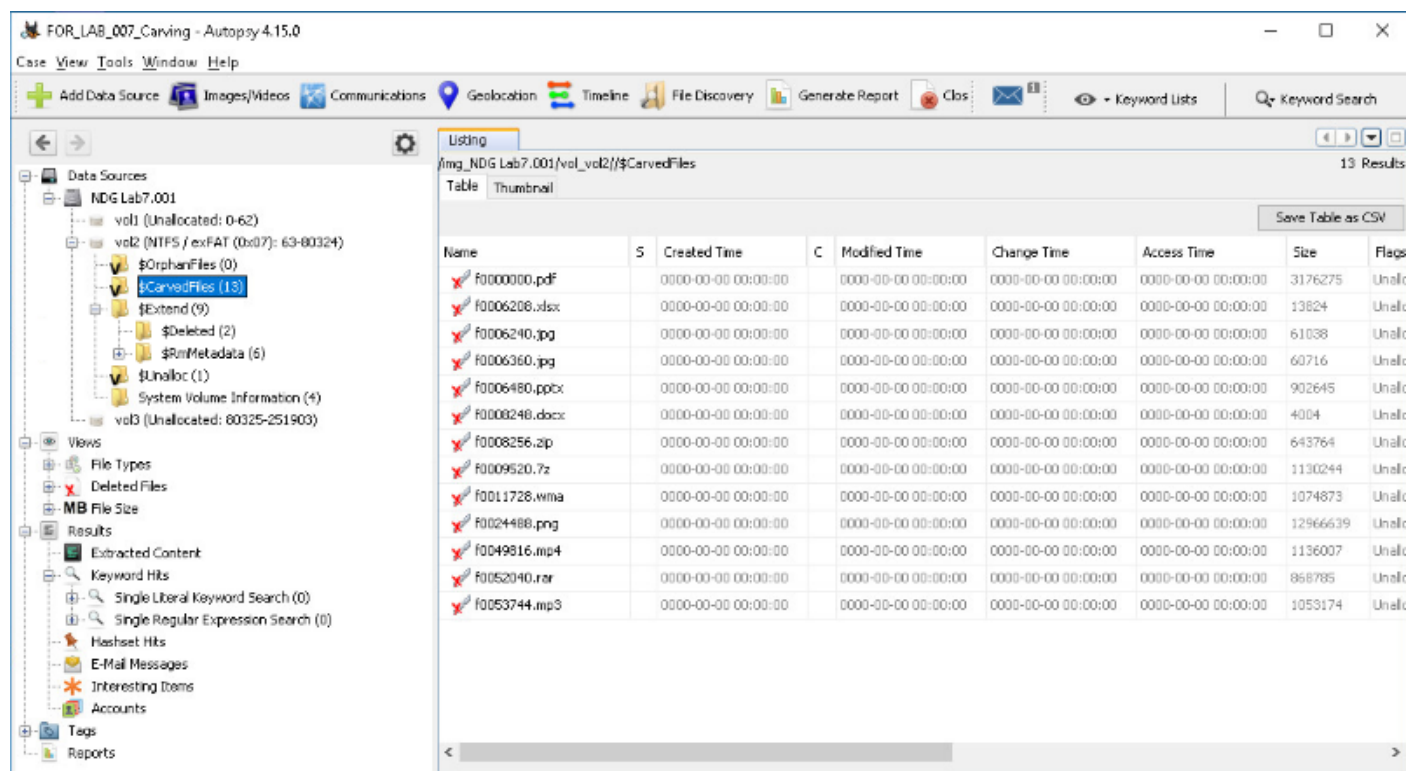 FOR_LAB_007_Carving - Autopsy 4.15.0
Case View Tools Window Help
Add Data Source Images/Videos Communications Geolocation Timeline File Discovery Generate Report Clos Keyword Lists Keyword Search
Data Sources
NDG Lab7.001
vol1 (Unallocated: 0-62)
vol2 (NTFS / exFAT (0x07): 63-80324)
$OrphanFiles (0)
$CarvedFiles (13)
$Extend (9)
$Deleted (2)
$RmMetadata (6)
$Unalloc (1)
System Volume Information (4)
vol3 (Unallocated: 80325-251903)
Views
File Types
Deleted Files
MB File Size
Results
Extracted Content
Keyword Hits
Single Literal Keyword Search (0)
Single Regular Expression Search (0)
Hashset Hits
E-Mail Messages
Interesting Items
Accounts
Tags
Reports
Listing
/img_NDG Lab7.001/vol_vol2//$CarvedFiles 13 Results
Table Thumbnail
Save Table as CSV
Name S Created Time C Modified Time Change Time Access Time Size Flags
f0000000.pdf 0000-00-00 00:00:00 0000-00-00 00:00:00 0000-00-00 00:00:00 0000-00-00 00:00:00 3176275 Unallo
f0006208.xlsx 0000-00-00 00:00:00 0000-00-00 00:00:00 0000-00-00 00:00:00 0000-00-00 00:00:00 13824 Unallo
f0006240.jpg 0000-00-00 00:00:00 0000-00-00 00:00:00 0000-00-00 00:00:00 0000-00-00 00:00:00 61038 Unallo
f0006360.jpg 0000-00-00 00:00:00 0000-00-00 00:00:00 0000-00-00 00:00:00 0000-00-00 00:00:00 60716 Unallo
f0006480.pptx 0000-00-00 00:00:00 0000-00-00 00:00:00 0000-00-00 00:00:00 0000-00-00 00:00:00 902645 Unallo
f0008248.docx 0000-00-00 00:00:00 0000-00-00 00:00:00 0000-00-00 00:00:00 0000-00-00 00:00:00 4004 Unallo
f0008256.zip 0000-00-00 00:00:00 0000-00-00 00:00:00 0000-00-00 00:00:00 0000-00-00 00:00:00 643764 Unallo
f0009520.7z 0000-00-00 00:00:00 0000-00-00 00:00:00 0000-00-00 00:00:00 0000-00-00 00:00:00 1130244 Unallo
f0011728.wma 0000-00-00 00:00:00 0000-00-00 00:00:00 0000-00-00 00:00:00 0000-00-00 00:00:00 1074873 Unallo
f0024488.png 0000-00-00 00:00:00 0000-00-00 00:00:00 0000-00-00 00:00:00 0000-00-00 00:00:00 12966639 Unallo
f0049816.mp4 0000-00-00 00:00:00 0000-00-00 00:00:00 0000-00-00 00:00:00 0000-00-00 00:00:00 1136007 Unallo
f0052040.rar 0000-00-00 00:00:00 0000-00-00 00:00:00 0000-00-00 00:00:00 0000-00-00 00:00:00 868785 Unallo
f0053744.mp3 0000-00-00 00:00:00 0000-00-00 00:00:00 0000-00-00 00:00:00 0000-00-00 00:00:00 1053174 Unallo